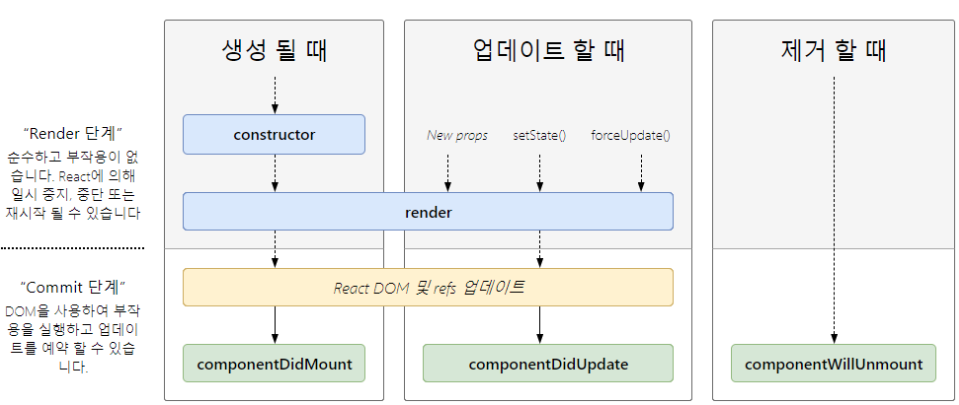 생성 될 때
업데이트 할 때
제거 할 때
“Render 단계”
순수하고 부작용이 없
습니다. React에 의해
일시 중지, 중단 또는
재시작 될 수 있습니다
constructor
New props
setState()
forceUpdate()
render
“Commit 단계”
DOM을 사용하여 부작
용을 실행하고 업데이
트를 예약 할 수 있습
니다.
React DOM 및 refs 업데이트
componentDidMount
componentDidUpdate
componentWillUnmount